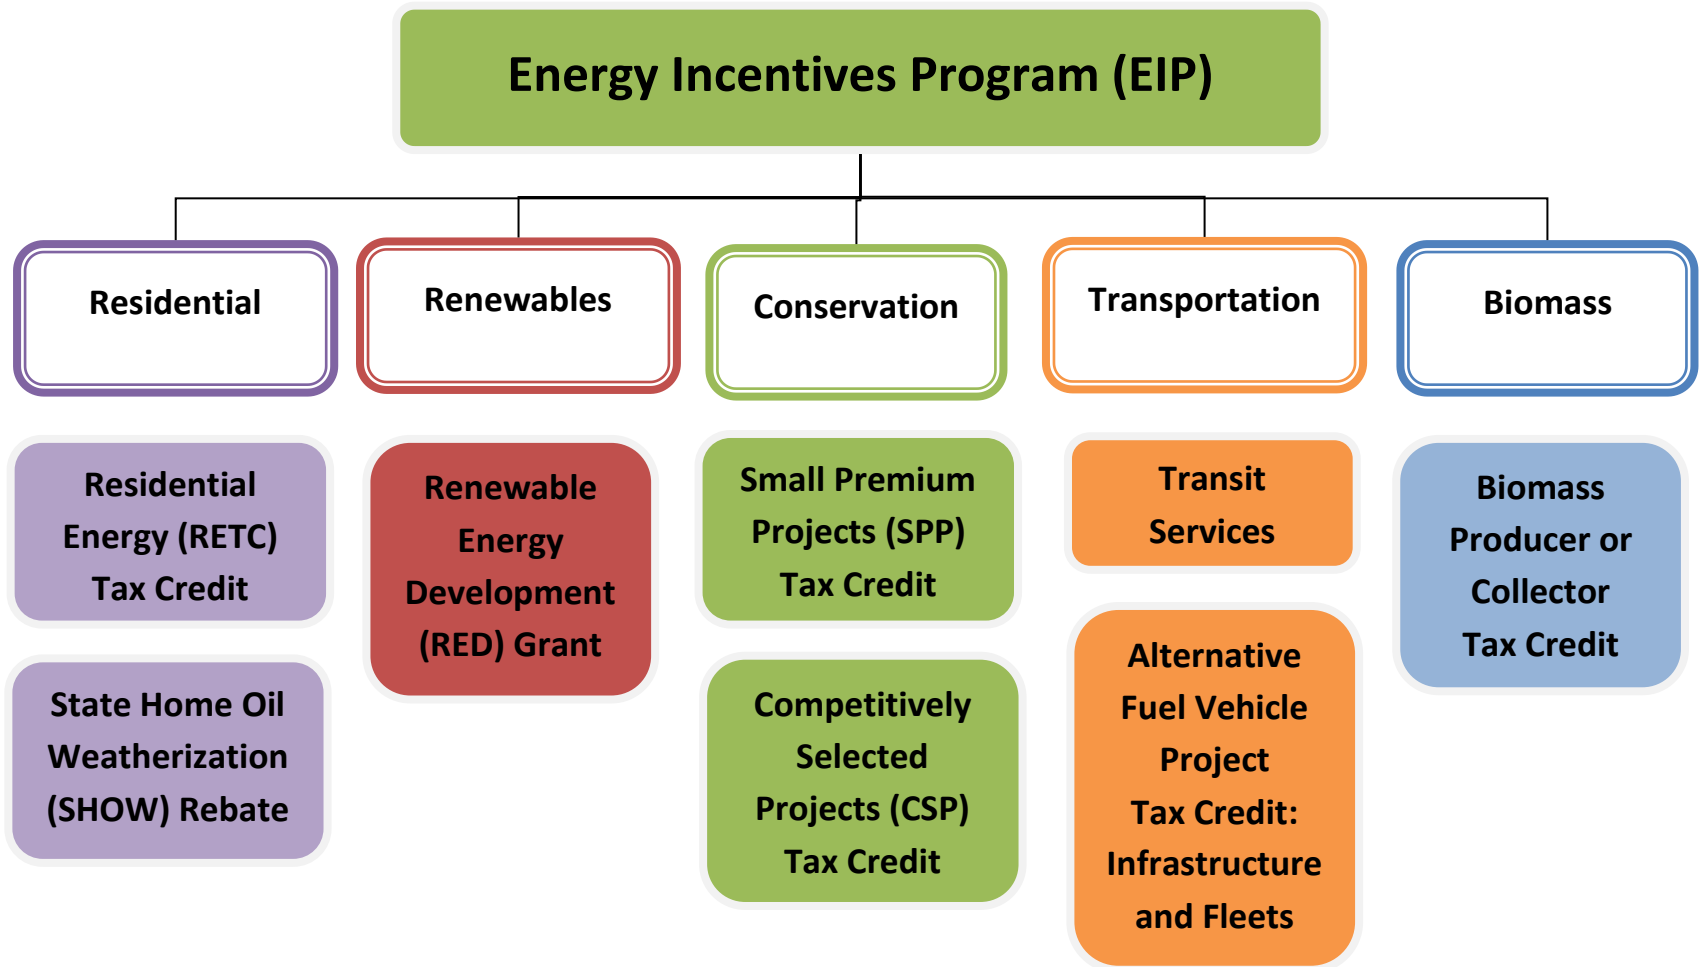 Energy Incentives Program (EIP)
Residential
Renewables
Conservation
Transportation
Biomass
Residential
Energy (RETC)
Tax Credit
State Home Oil
Weatherization
(SHOW) Rebate
Renewable
Energy
Development
(RED) Grant
Small Premium
Projects (SPP)
Tax Credit
Competitively
Selected
Projects (CSP)
Tax Credit
Transit
Services
Alternative
Fuel Vehicle
Project
Tax Credit:
Infrastructure
and Fleets
Biomass
Producer or
Collector
Tax Credit